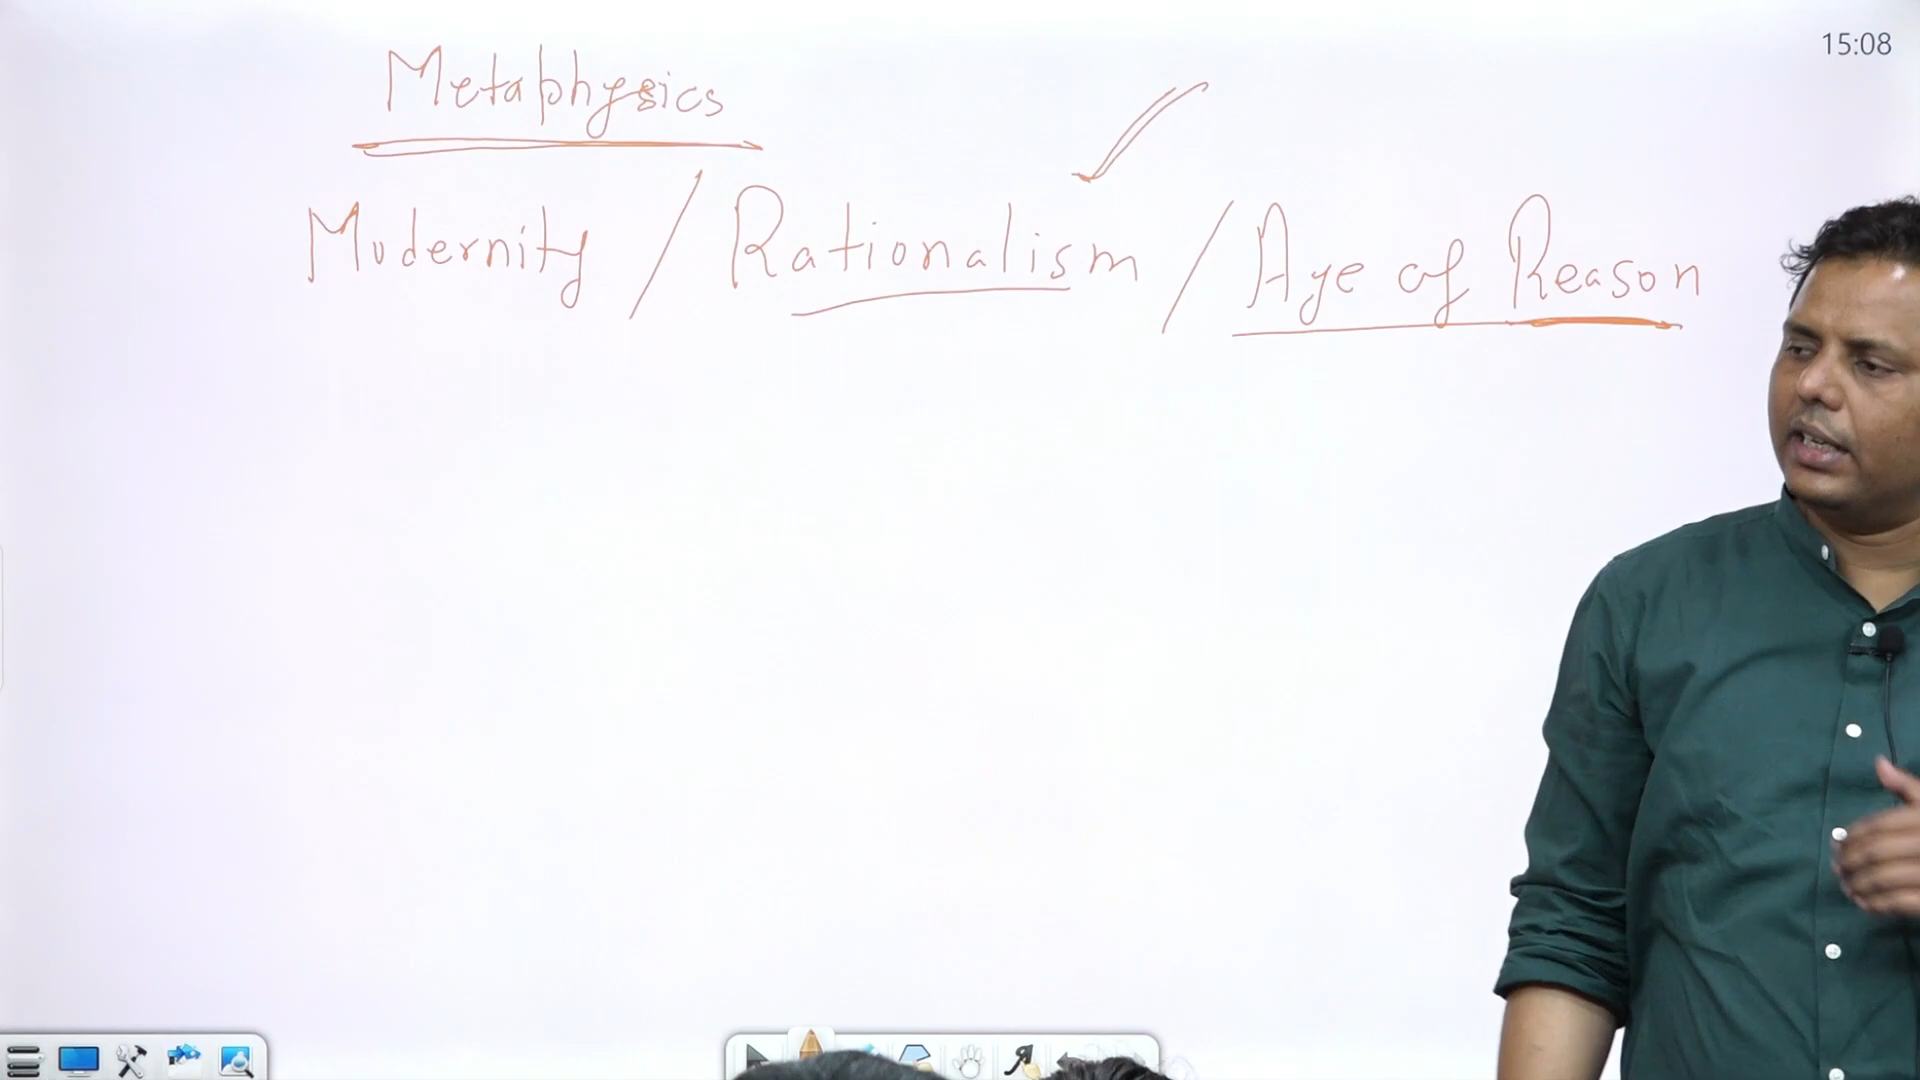 15:08
Metaphysics
Modernity / Rationalism / Age of Reason